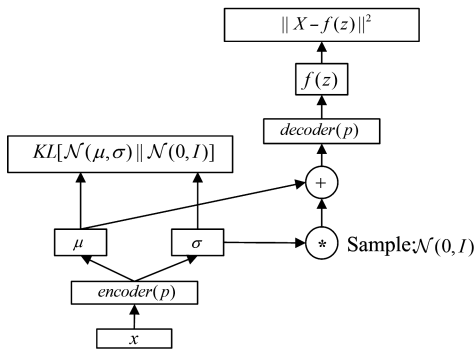 || X − f(z) ||²
f(z)
decoder(p)
KL[𝒩(μ,σ) || 𝒩(0, I)]
+
μ
σ
* Sample:𝒩(0, I)
encoder(p)
x